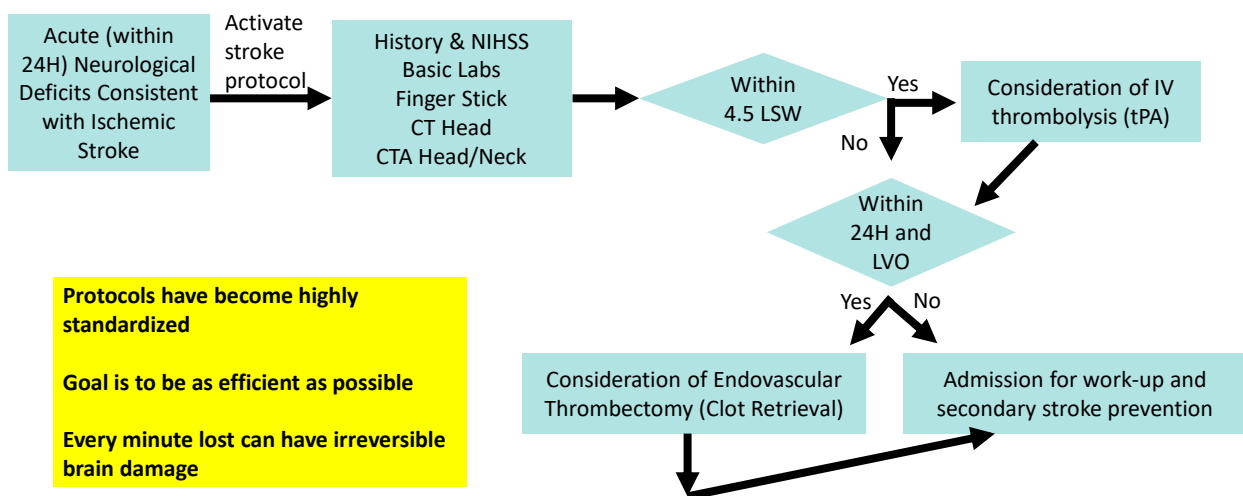 Acute (within
24H) Neurological
Deficits Consistent
with Ischemic
Stroke
Activate
stroke
protocol
History & NIHSS
Basic Labs
Finger Stick
CT Head
CTA Head/Neck
Within
4.5 LSW
Yes
No
Consideration of IV
thrombolysis (tPA)
Within
24H and
LVO
Yes
No
Consideration of Endovascular
Thrombectomy (Clot Retrieval)
Admission for work-up and
secondary stroke prevention
Protocols have become highly
standardized
Goal is to be as efficient as possible
Every minute lost can have irreversible
brain damage